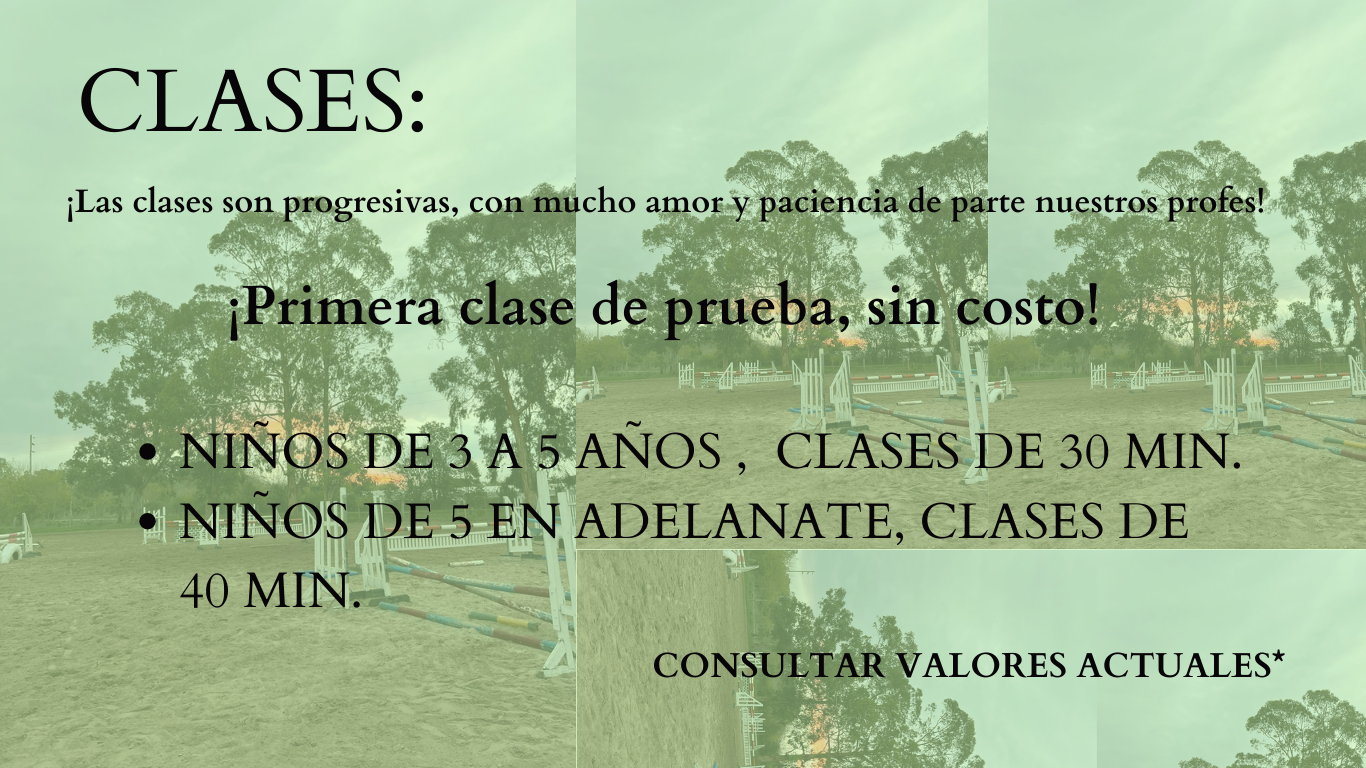 CLASES:
¡Las clases son progresivas, con mucho amor y paciencia de parte nuestros profes!
¡Primera clase de prueba, sin costo!
• NIÑOS DE 3 A 5 AÑOS , CLASES DE 30 MIN.
• NIÑOS DE 5 EN ADELANATE, CLASES DE
40 MIN.
CONSULTAR VALORES ACTUALES*